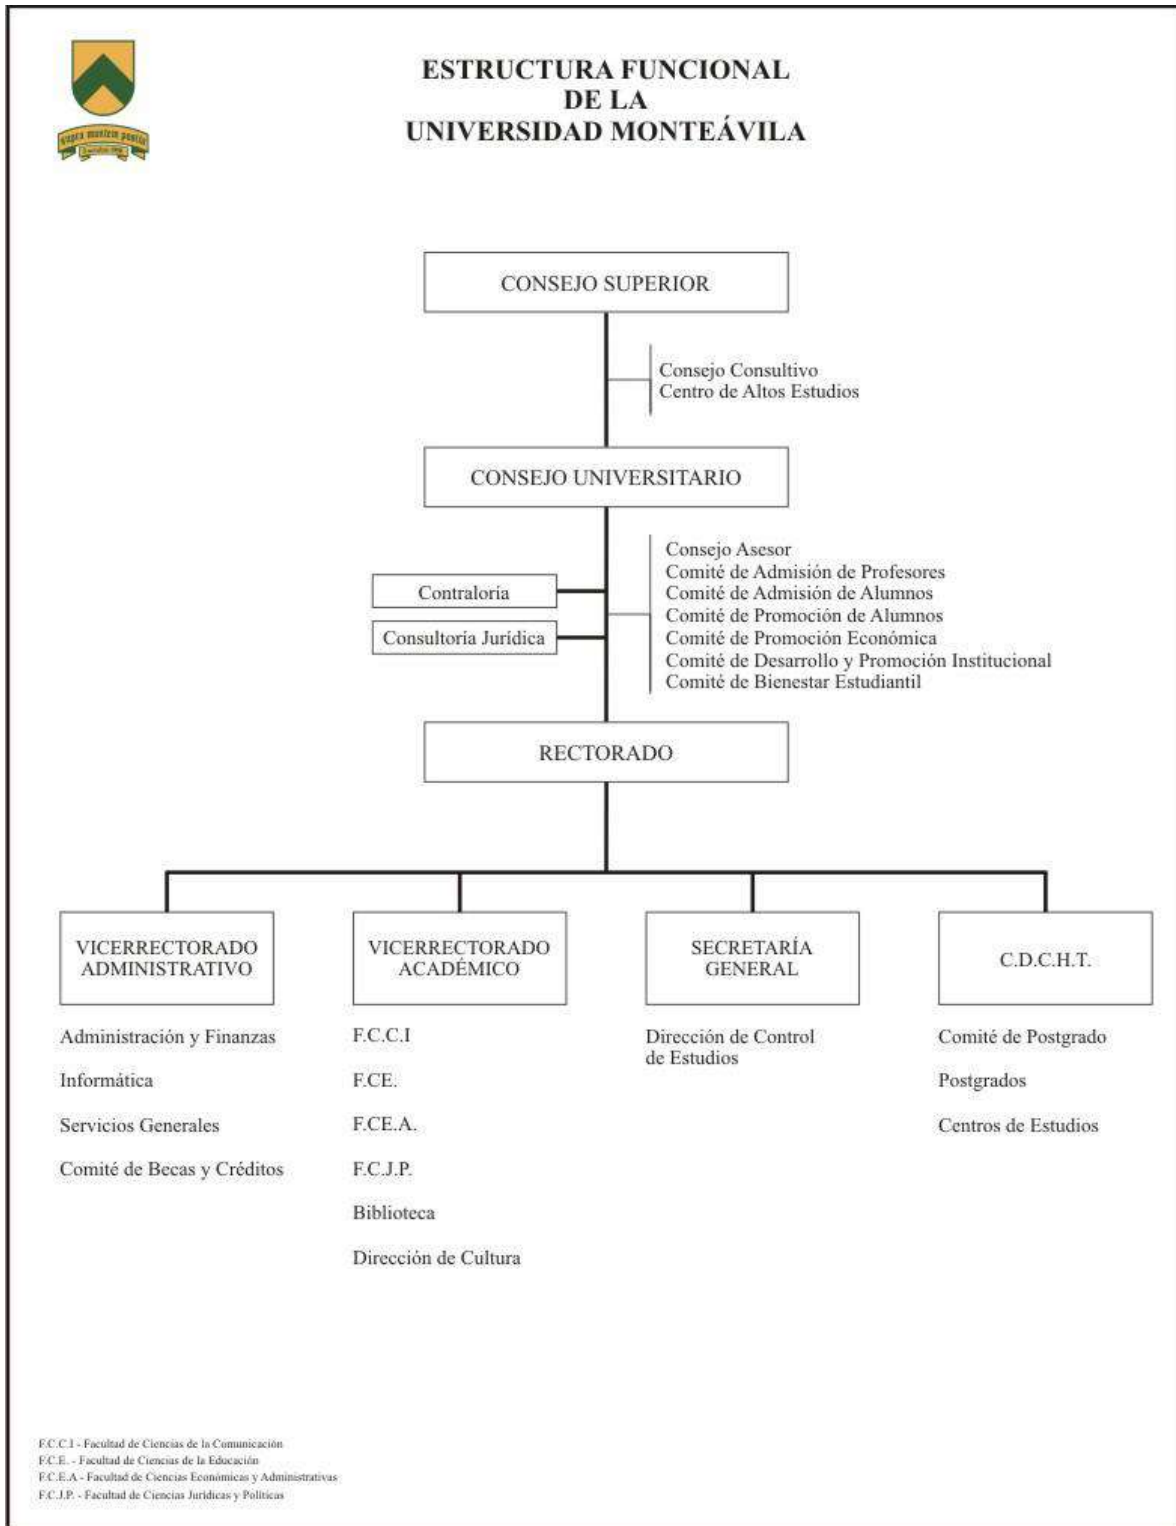 supra montem posita
ESTRUCTURA FUNCIONAL
DE LA
UNIVERSIDAD MONTEÁVILA
CONSEJO SUPERIOR
Consejo Consultivo
Centro de Altos Estudios
CONSEJO UNIVERSITARIO
Contraloría
Consultoría Jurídica
Consejo Asesor
Comité de Admisión de Profesores
Comité de Admisión de Alumnos
Comité de Promoción de Alumnos
Comité de Promoción Económica
Comité de Desarrollo y Promoción Institucional
Comité de Bienestar Estudiantil
RECTORADO
VICERRECTORADO
ADMINISTRATIVO
Administración y Finanzas
Informática
Servicios Generales
Comité de Becas y Créditos
VICERRECTORADO
ACADÉMICO
F.C.C.I
F.CE.
F.CE.A.
F.C.J.P.
Biblioteca
Dirección de Cultura
SECRETARÍA
GENERAL
Dirección de Control
de Estudios
C.D.C.H.T.
Comité de Postgrado
Postgrados
Centros de Estudios
F.C.C.I - Facultad de Ciencias de la Comunicación
F.C.E. - Facultad de Ciencias de la Educación
F.C.E.A - Facultad de Ciencias Económicas y Administrativas
F.C.J.P. - Facultad de Ciencias Jurídicas y Políticas